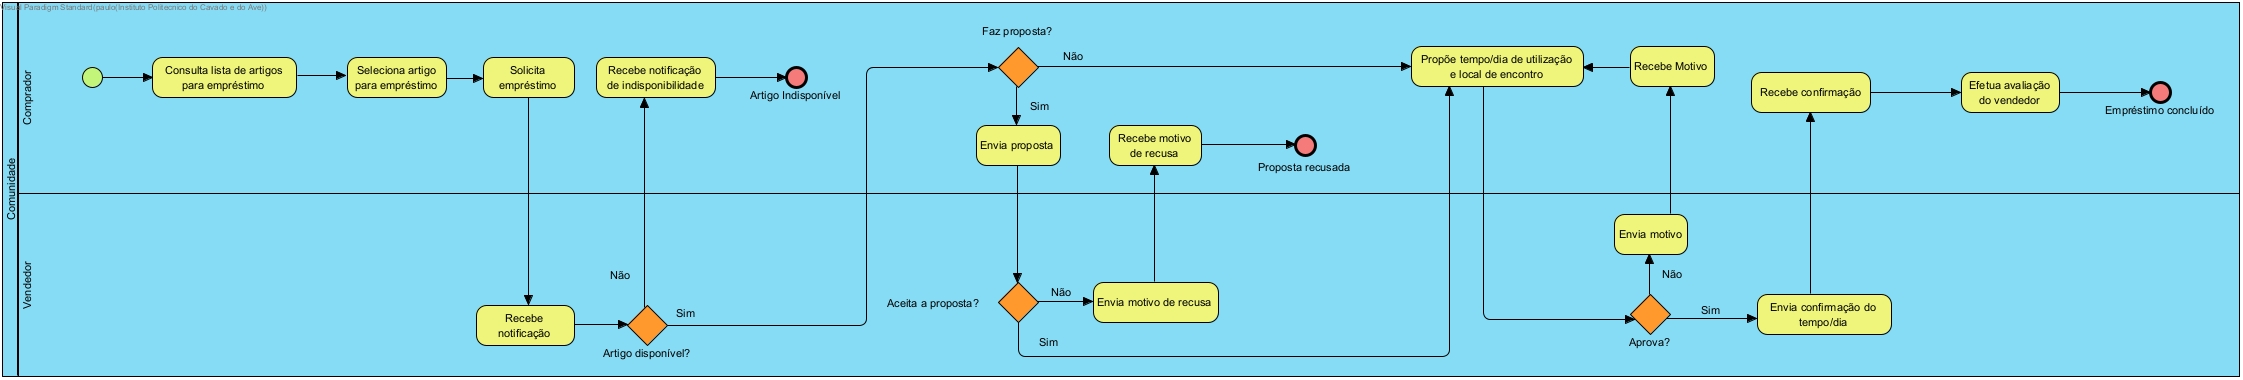 Visual Paradigm Standard(paulo(Instituto Politecnico do Cavado e do Ave))
Comunidade
Comprador
Vendedor
Consulta lista de artigos
para empréstimo
Seleciona artigo
para empréstimo
Solicita
empréstimo
Recebe notificação
de indisponibilidade
Artigo Indisponível
Faz proposta?
Não
Sim
Envia proposta
Recebe motivo
de recusa
Proposta recusada
Propõe tempo/dia de utilização
e local de encontro
Recebe Motivo
Recebe confirmação
Efetua avaliação
do vendedor
Empréstimo concluído
Recebe
notificação
Não
Sim
Artigo disponível?
Aceita a proposta?
Não
Sim
Envia motivo de recusa
Envia motivo
Não
Sim
Aprova?
Envia confirmação do
tempo/dia